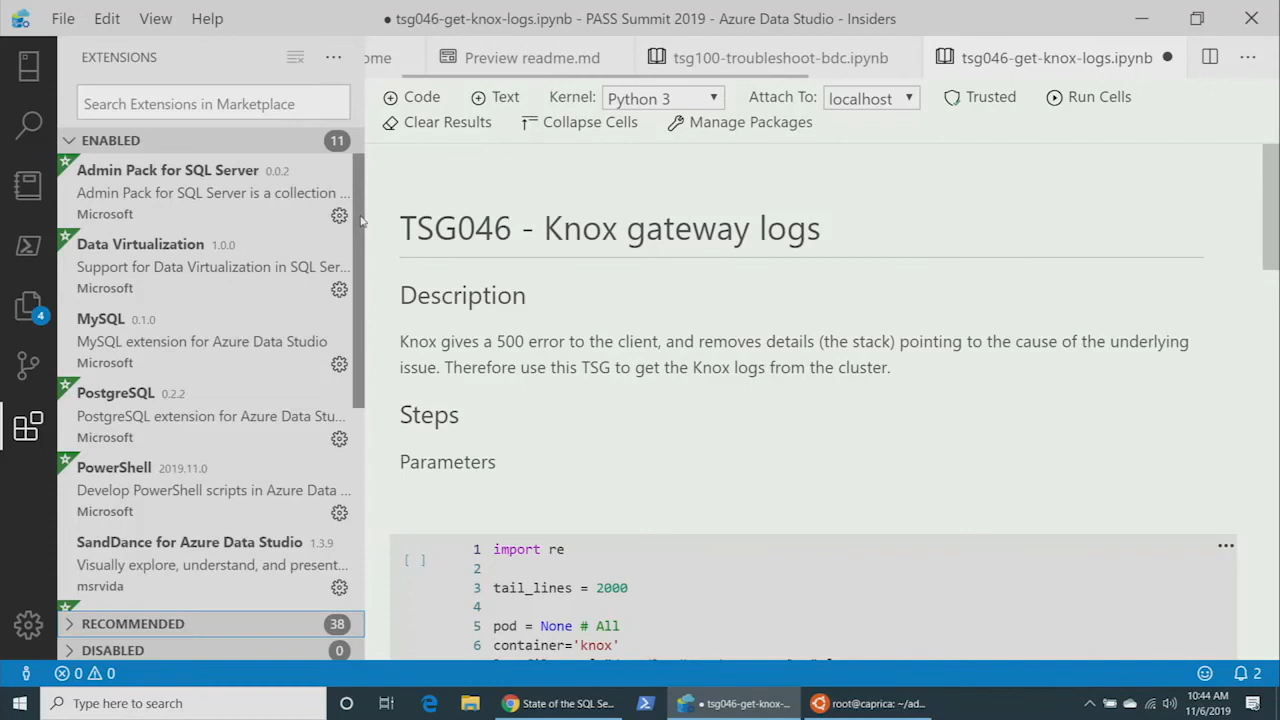 File Edit View Help
● tsg046-get-knox-logs.ipynb - PASS Summit 2019 - Azure Data Studio - Insiders
EXTENSIONS
Search Extensions in Marketplace
ENABLED 11
Admin Pack for SQL Server 0.0.2
Admin Pack for SQL Server is a collection ...
Microsoft
Data Virtualization 1.0.0
Support for Data Virtualization in SQL Ser...
Microsoft
MySQL 0.1.0
MySQL extension for Azure Data Studio
Microsoft
PostgreSQL 0.2.2
PostgreSQL extension for Azure Data Stu...
Microsoft
PowerShell 2019.11.0
Develop PowerShell scripts in Azure Data ...
Microsoft
SandDance for Azure Data Studio 1.3.9
Visually explore, understand, and present...
msrvida
RECOMMENDED 38
DISABLED 0
4
ome Preview readme.md tsg100-troubleshoot-bdc.ipynb tsg046-get-knox-logs.ipynb ●
Code Text Kernel: Python 3 Attach To: localhost Trusted Run Cells
Clear Results Collapse Cells Manage Packages
TSG046 - Knox gateway logs
Description
Knox gives a 500 error to the client, and removes details (the stack) pointing to the cause of the underlying
issue. Therefore use this TSG to get the Knox logs from the cluster.
Steps
Parameters
[ ]
1 import re
2
3 tail_lines = 2000
4
5 pod = None # All
6 container='knox'
0 0 2
Type here to search
State of the SQL Se...
● tsg046-get-knox-...
root@caprica: ~/ad...
10:44 AM
11/6/2019